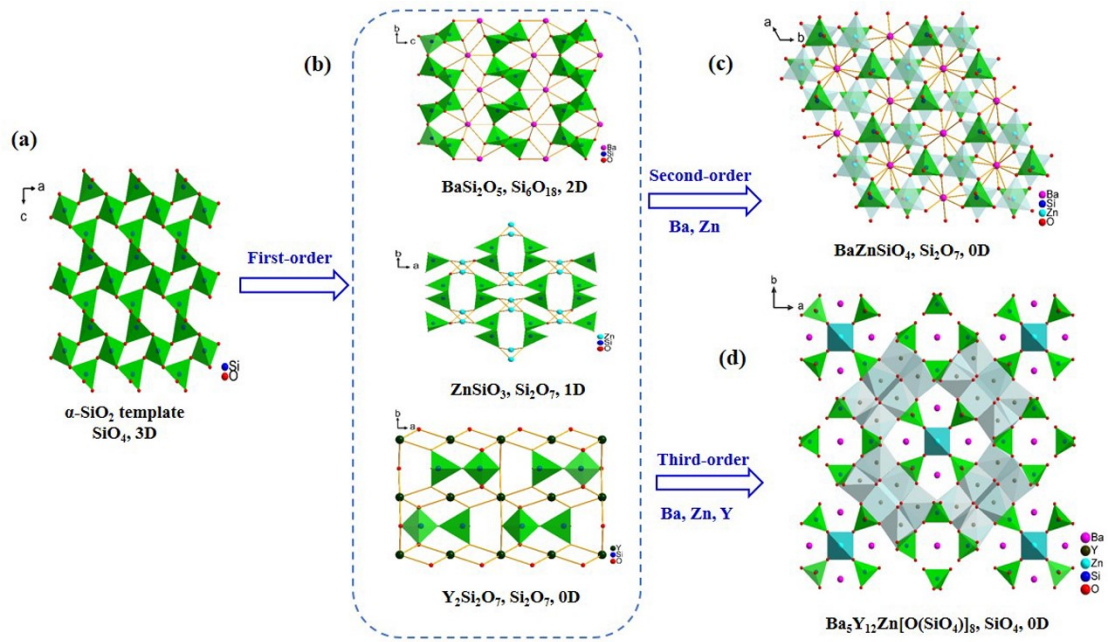 (a)
a
c
Si
O
α-SiO₂ template
SiO₄, 3D
First-order
(b)
b
c
Ba
Si
O
BaSi₂O₅, Si₆O₁₈, 2D
b
a
Zn
Si
O
ZnSiO₃, Si₂O₇, 1D
b
a
Y
Si
O
Y₂Si₂O₇, Si₂O₇, 0D
Second-order
Ba, Zn
Third-order
Ba, Zn, Y
(c)
a
b
Ba
Si
Zn
O
BaZnSiO₄, Si₂O₇, 0D
(d)
b
a
Ba
Y
Zn
Si
O
Ba₅Y₁₂Zn[O(SiO₄)]₈, SiO₄, 0D